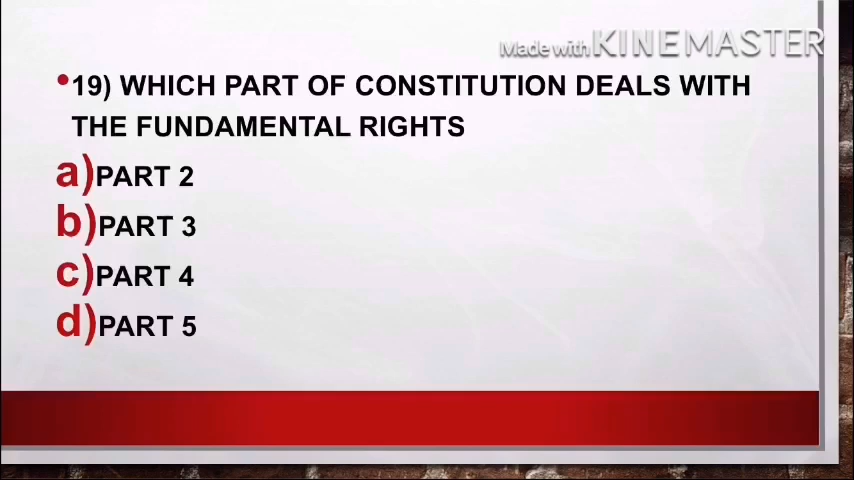 Made with KINEMASTER
•19) WHICH PART OF CONSTITUTION DEALS WITH
THE FUNDAMENTAL RIGHTS
a)PART 2
b)PART 3
c)PART 4
d)PART 5